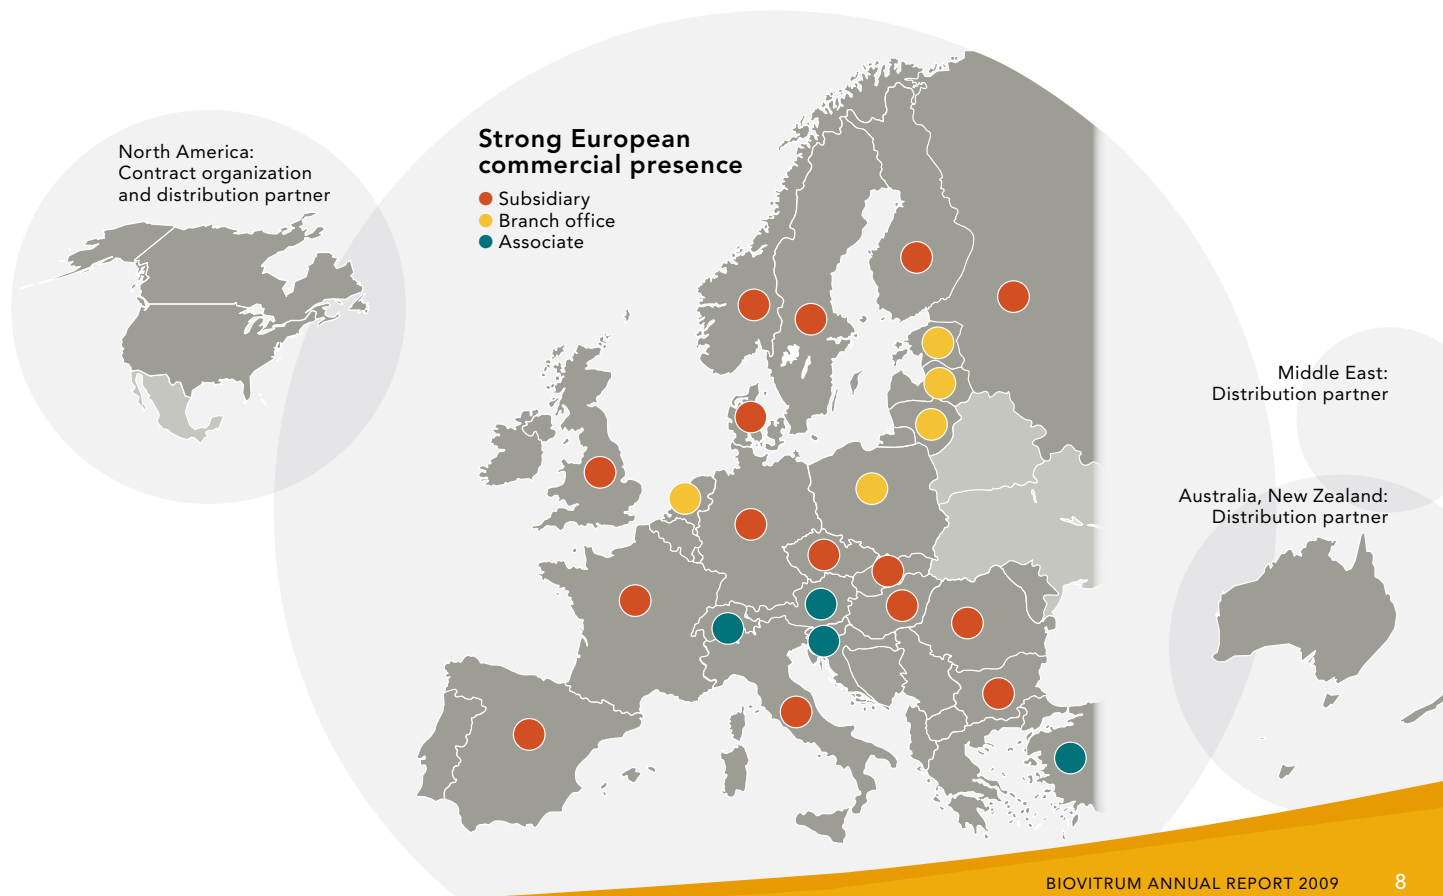 North America:
Contract organization
and distribution partner
Strong European
commercial presence
Subsidiary
Branch office
Associate
Middle East:
Distribution partner
Australia, New Zealand:
Distribution partner
BIOVITRUM ANNUAL REPORT 2009 8